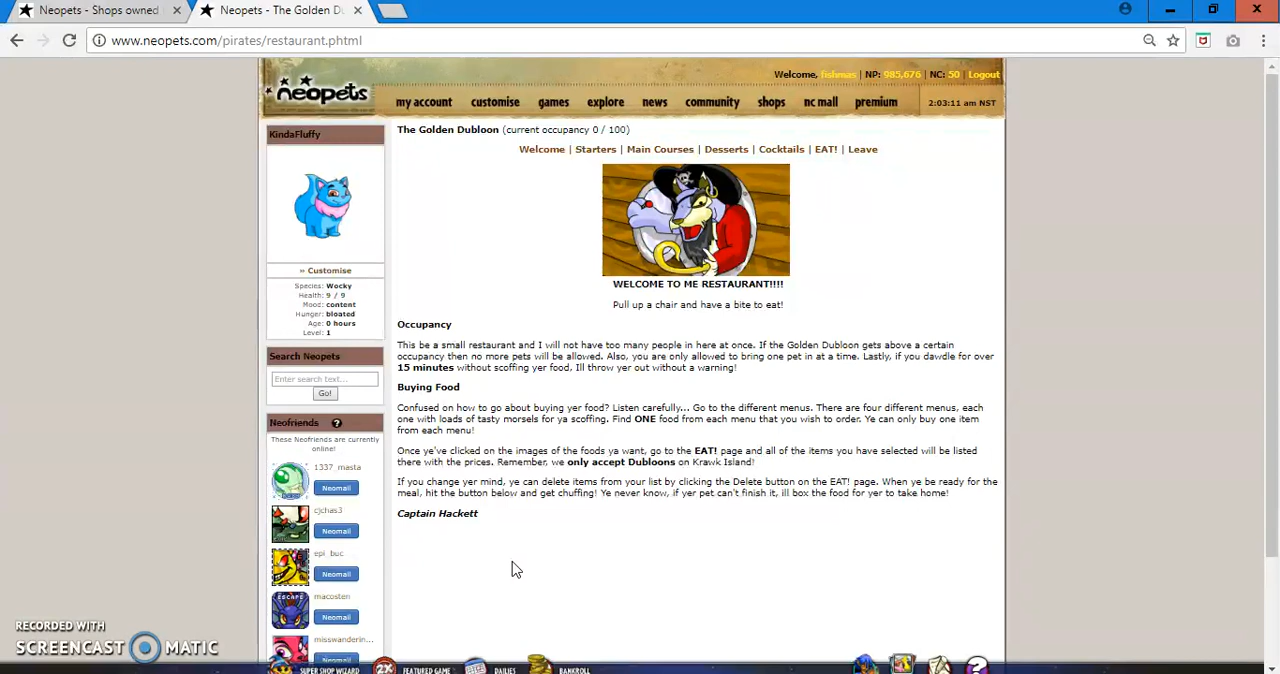 Neopets - Shops owned
Neopets - The Golden Du
www.neopets.com/pirates/restaurant.phtml
Welcome, fishmas | NP: 985,676 | NC: 50 | Logout
neopets
my account customise games explore news community shops nc mall premium 2:03:11 am NST
KindaFluffy
The Golden Dubloon (current occupancy 0 / 100)
Welcome | Starters | Main Courses | Desserts | Cocktails | EAT! | Leave
» Customise
Species: Wocky
Health: 9 / 9
Mood: content
Hunger: bloated
Age: 0 hours
Level: 1
Search Neopets
Enter search text...
Go!
Neofriends ?
These Neofriends are currently
online!
1337_masta
Neomail
cjchas3
Neomail
epi_buc
Neomail
ESCAPE
macosten
Neomail
misswanderin...
Neomail
WELCOME TO ME RESTAURANT!!!!
Pull up a chair and have a bite to eat!
Occupancy
This be a small restaurant and I will not have too many people in here at once. If the Golden Dubloon gets above a certain
occupancy then no more pets will be allowed. Also, you are only allowed to bring one pet in at a time. Lastly, if you dawdle for over
15 minutes without scoffing yer food, Ill throw yer out without a warning!
Buying Food
Confused on how to go about buying yer food? Listen carefully... Go to the different menus. There are four different menus, each
one with loads of tasty morsels for ya scoffing. Find ONE food from each menu that you wish to order. Ye can only buy one item
from each menu!
Once ye've clicked on the images of the foods ya want, go to the EAT! page and all of the items you have selected will be listed
there with the prices. Remember, we only accept Dubloons on Krawk Island!
If you change yer mind, ye can delete items from your list by clicking the Delete button on the EAT! page. When ye be ready for the
meal, hit the button below and get chuffing! Ye never know, if yer pet can't finish it, ill box the food for yer to take home!
Captain Hackett
RECORDED WITH
SCREENCAST MATIC
SUPER SHOP WIZARD 2X FEATURED GAME DAILIES BANKROLL ?